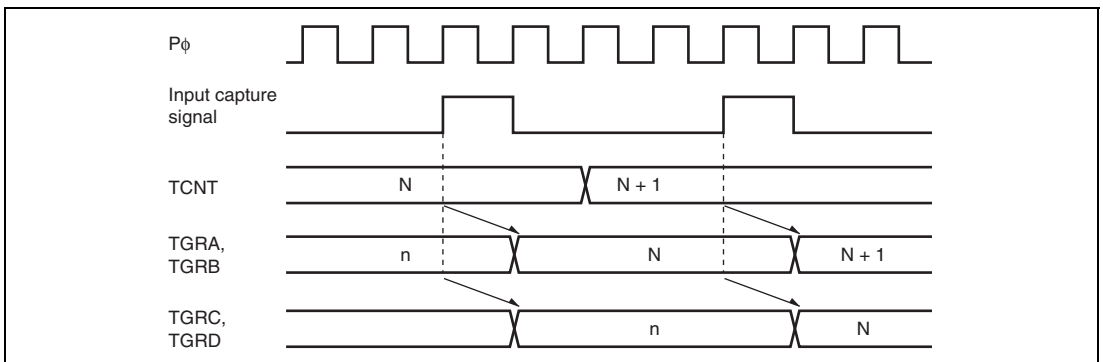 Pϕ
Input capture
signal
TCNT
N
N + 1
TGRA,
TGRB
n
N
N + 1
TGRC,
TGRD
n
N